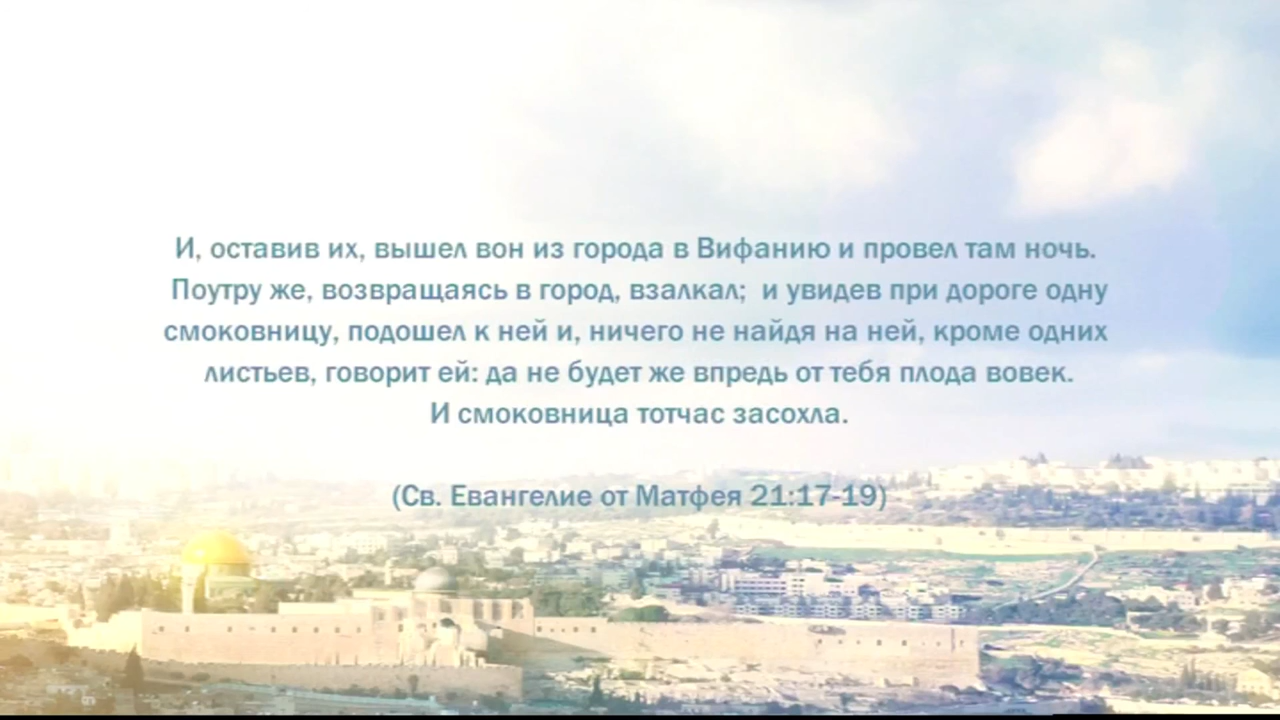 И, оставив их, вышел вон из города в Вифанию и провел там ночь.
Поутру же, возвращаясь в город, взалкал;  и увидев при дороге одну
смоковницу, подошел к ней и, ничего не найдя на ней, кроме одних
листьев, говорит ей: да не будет же впредь от тебя плода вовек.
И смоковница тотчас засохла.
(Св. Евангелие от Матфея 21:17-19)